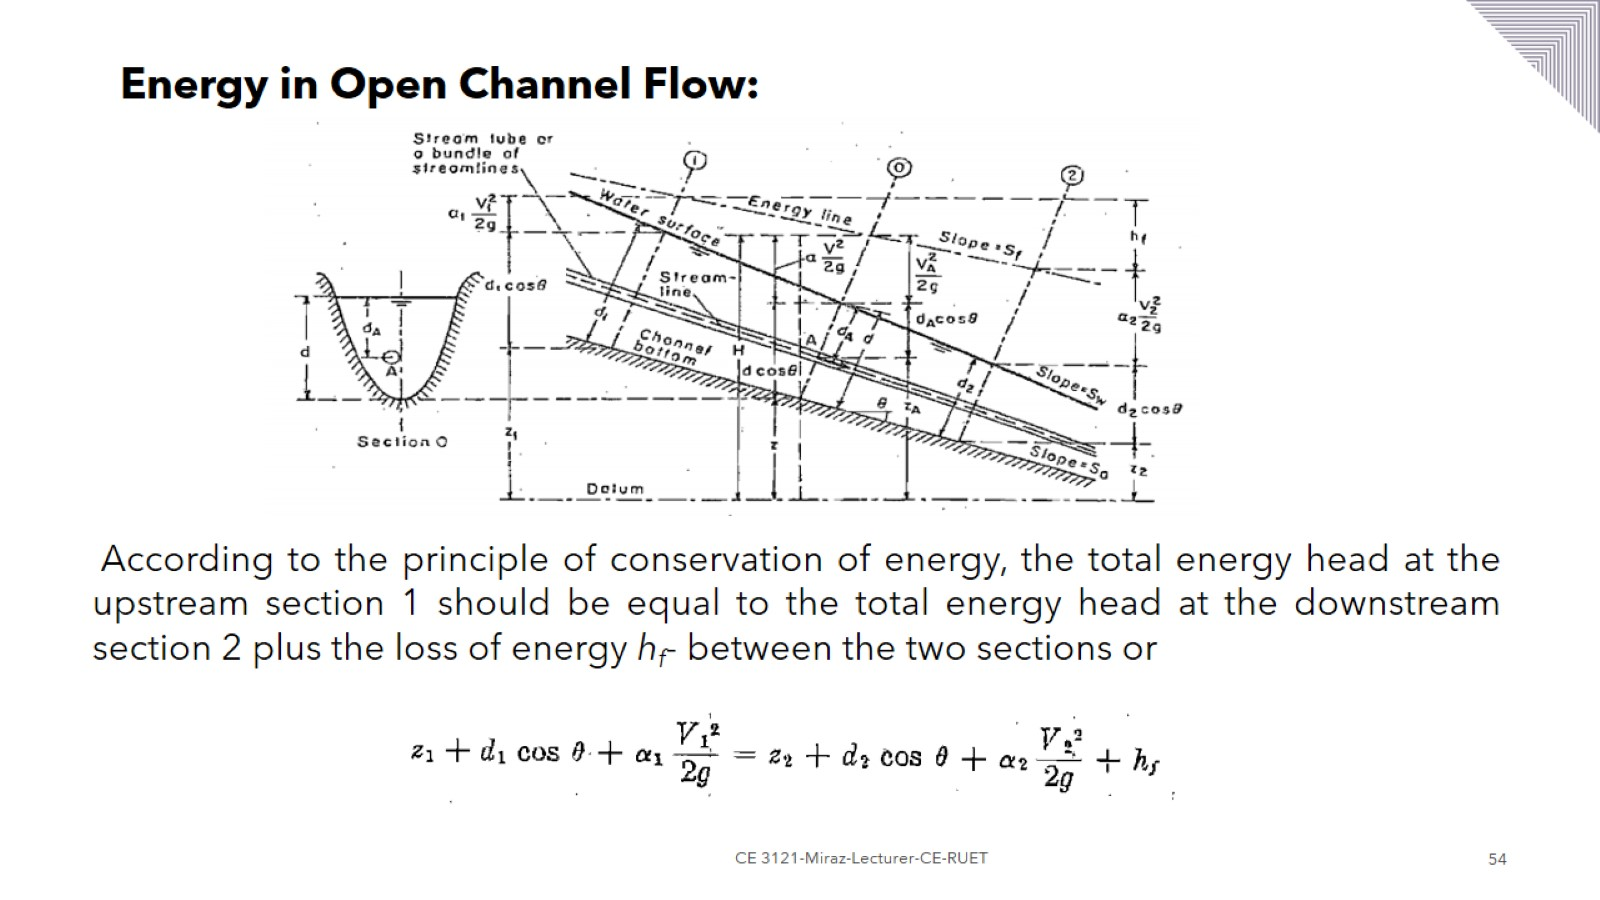 Energy in Open Channel Flow:
Stream tube or
a bundle of
streamlines
α₁ V₁²/2g
d₁cosθ
z₁
d
d_A
A
Section O
1
0
2
Water surface
Energy line
Slope = S_f
Stream-
line
d₁
Channel
bottom
H
d cosθ
α V²/2g
V_A²/2g
d_A cosθ
A
d_A
d
θ
z_A
z
d₂
Slope=S_w
Slope=S₀
h_f
α₂ V₂²/2g
d₂cosθ
z₂
Datum
According to the principle of conservation of energy, the total energy head at the
upstream section 1 should be equal to the total energy head at the downstream
section 2 plus the loss of energy h_f between the two sections or
z₁ + d₁ cos θ + α₁ V₁²/2g = z₂ + d₂ cos θ + α₂ V₂²/2g + h_f
CE 3121-Miraz-Lecturer-CE-RUET
54